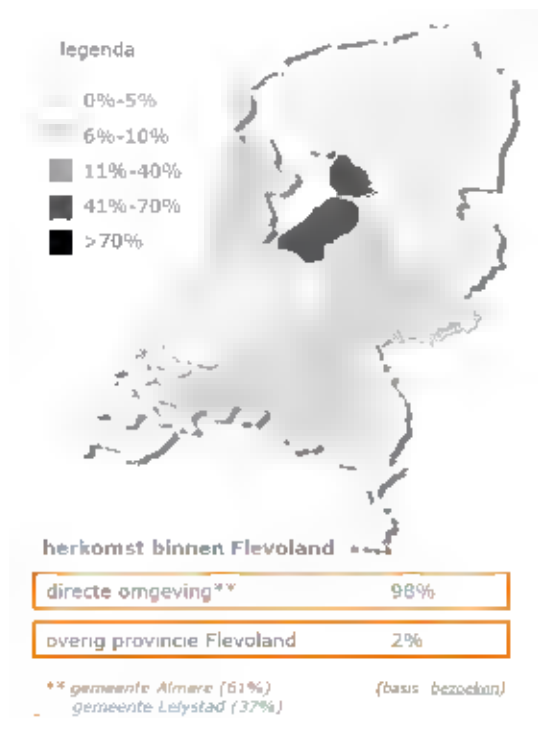 legenda
0%-5%
6%-10%
11%-40%
41%-70%
>70%
herkomst binnen Flevoland
directe omgeving** 98%
overig provincie Flevoland 2%
** gemeente Almere (61%) (basis bezoeken)
gemeente Lelystad (37%)